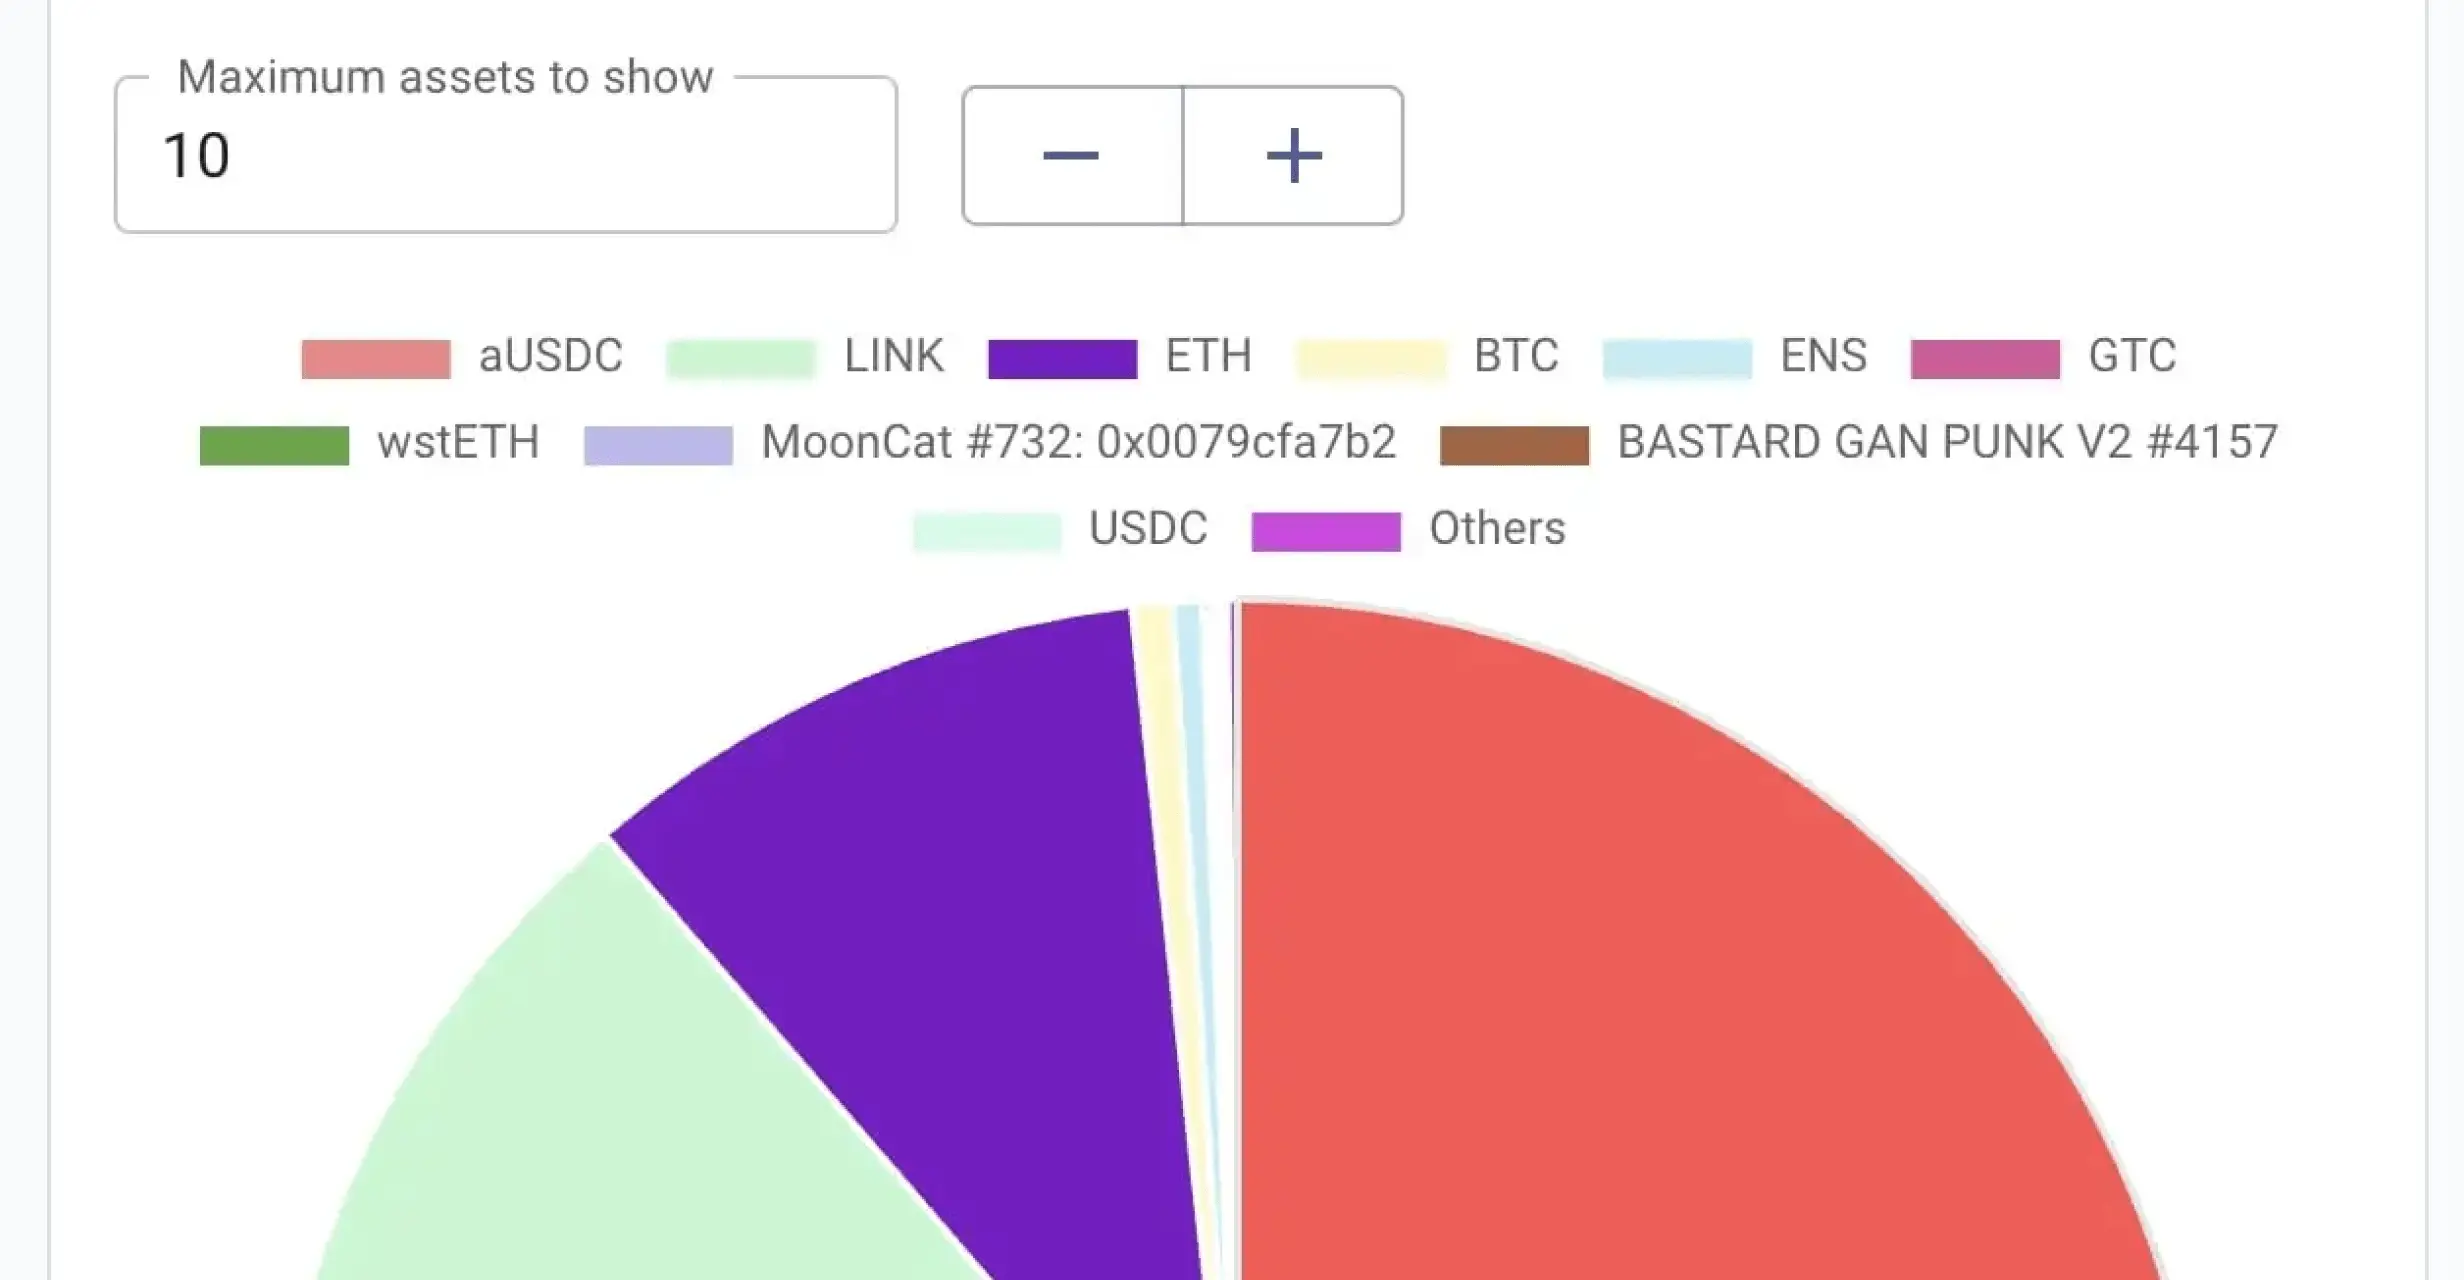 Maximum assets to show
10
aUSDC LINK ETH BTC ENS GTC
wstETH MoonCat #732: 0x0079cfa7b2 BASTARD GAN PUNK V2 #4157
USDC Others